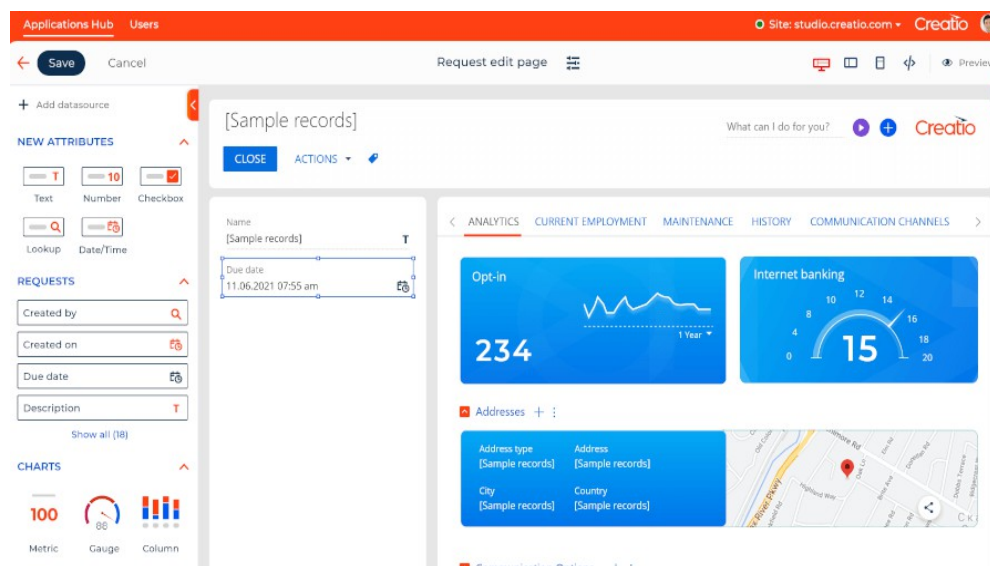 Applications Hub Users Site: studio.creatio.com Creatio
Save Cancel Request edit page Preview
+ Add datasource
NEW ATTRIBUTES
T 10
Text Number Checkbox
Lookup Date/Time
REQUESTS
Created by
Created on
Due date
Description T
Show all (18)
CHARTS
100 88
Metric Gauge Column
[Sample records]
What can I do for you? Creatio
CLOSE ACTIONS
Name
[Sample records] T
Due date
11.06.2021 07:55 am
ANALYTICS CURRENT EMPLOYMENT MAINTENANCE HISTORY COMMUNICATION CHANNELS
Opt-in
1 Year
234
Internet banking
0 4 8 10 12 14 16 18 20
15
Addresses
Address type Address
[Sample records] [Sample records]
City Country
[Sample records] [Sample records]
Highland Way